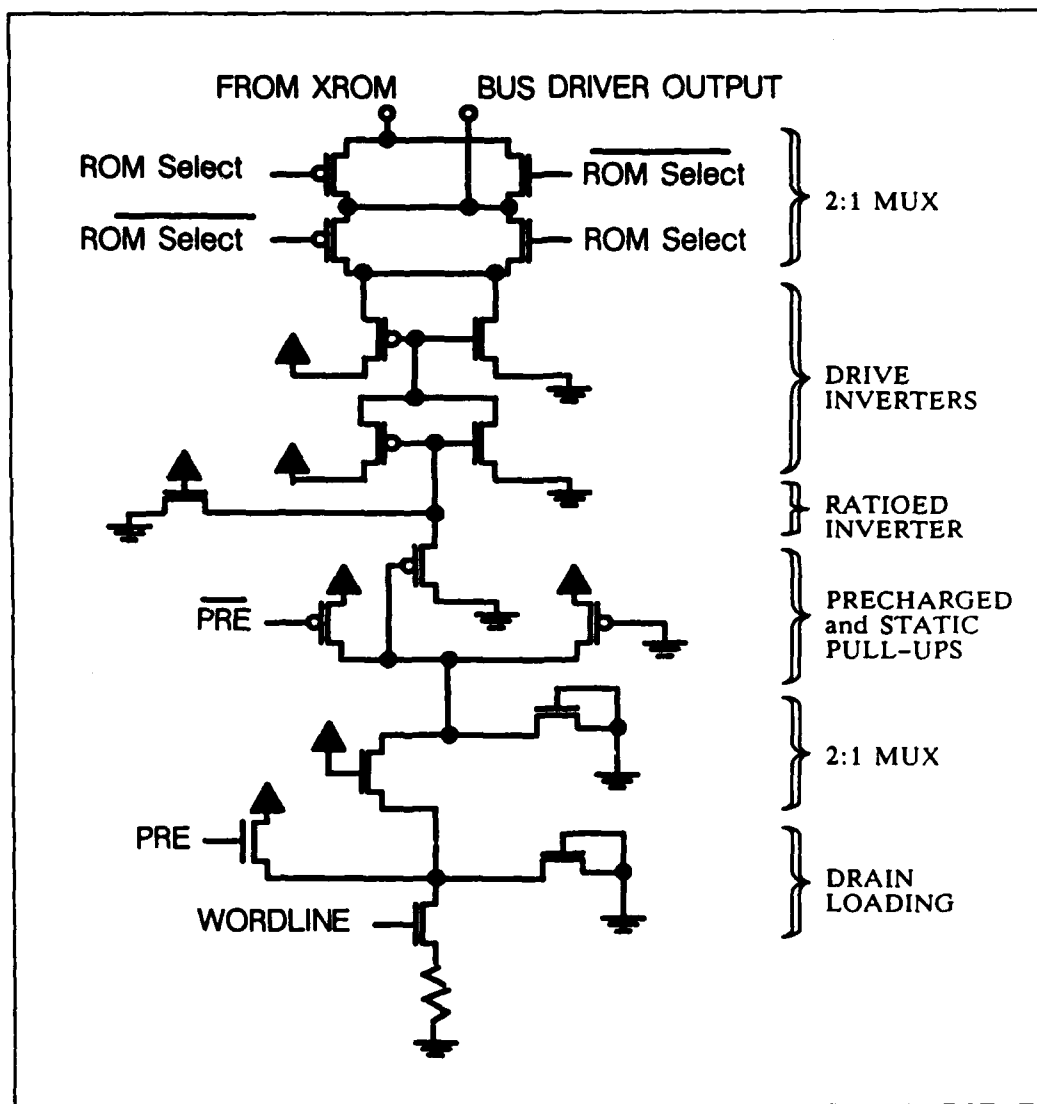 FROM XROM BUS DRIVER OUTPUT
ROM Select ROM Select
ROM Select ROM Select
2:1 MUX
DRIVE
INVERTERS
RATIOED
INVERTER
PRE
PRECHARGED
and STATIC
PULL-UPS
2:1 MUX
PRE
DRAIN
LOADING
WORDLINE